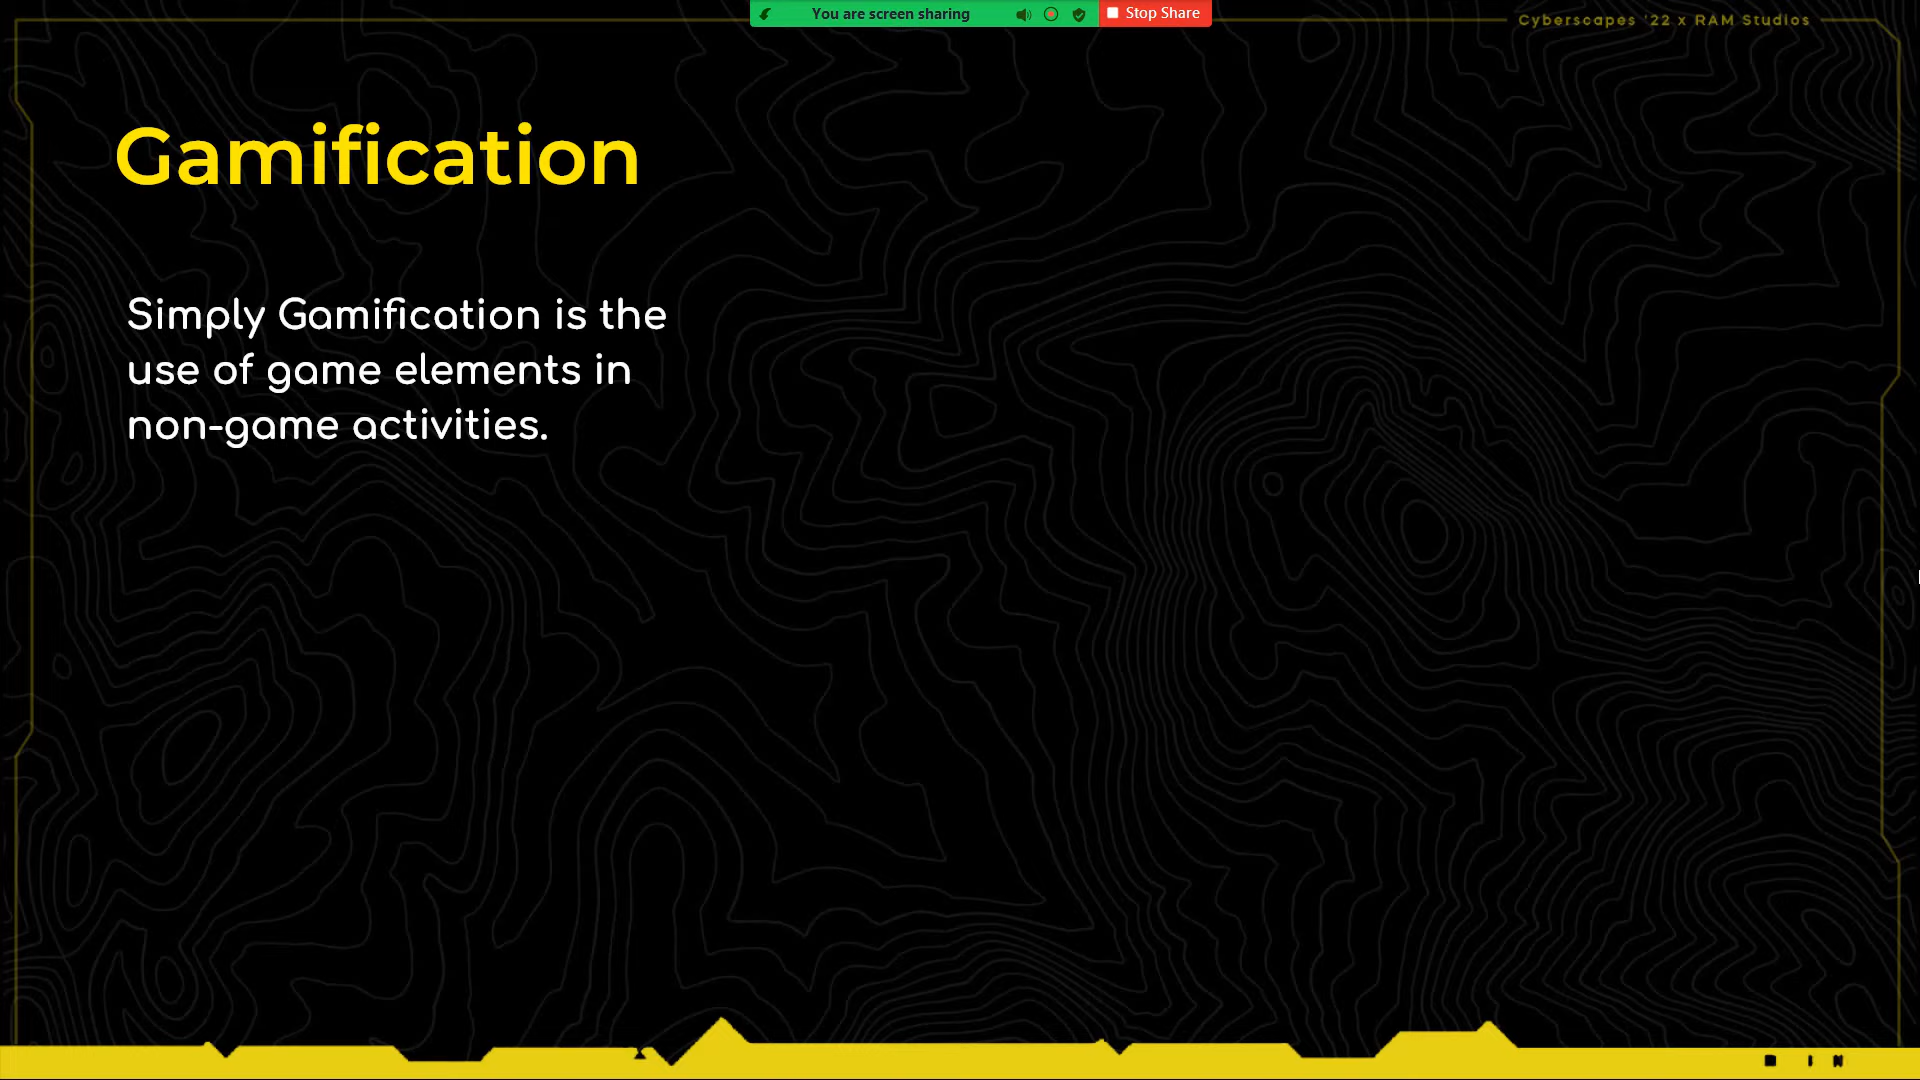 You are screen sharing
Stop Share
Cyberscapes '22 x RAM Studios
Gamification
Simply Gamification is the
use of game elements in
non-game activities.